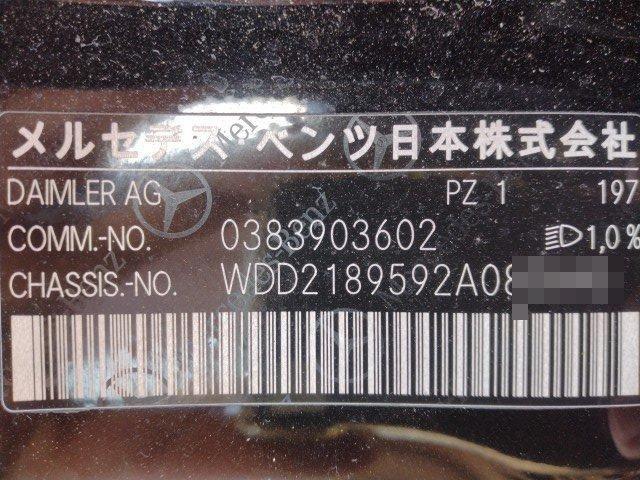 メルセデス・ベンツ日本株式会社
DAIMLER AG PZ 1 197
COMM.-NO. 0383903602 1,0%
CHASSIS.-NO. WDD2189592A08